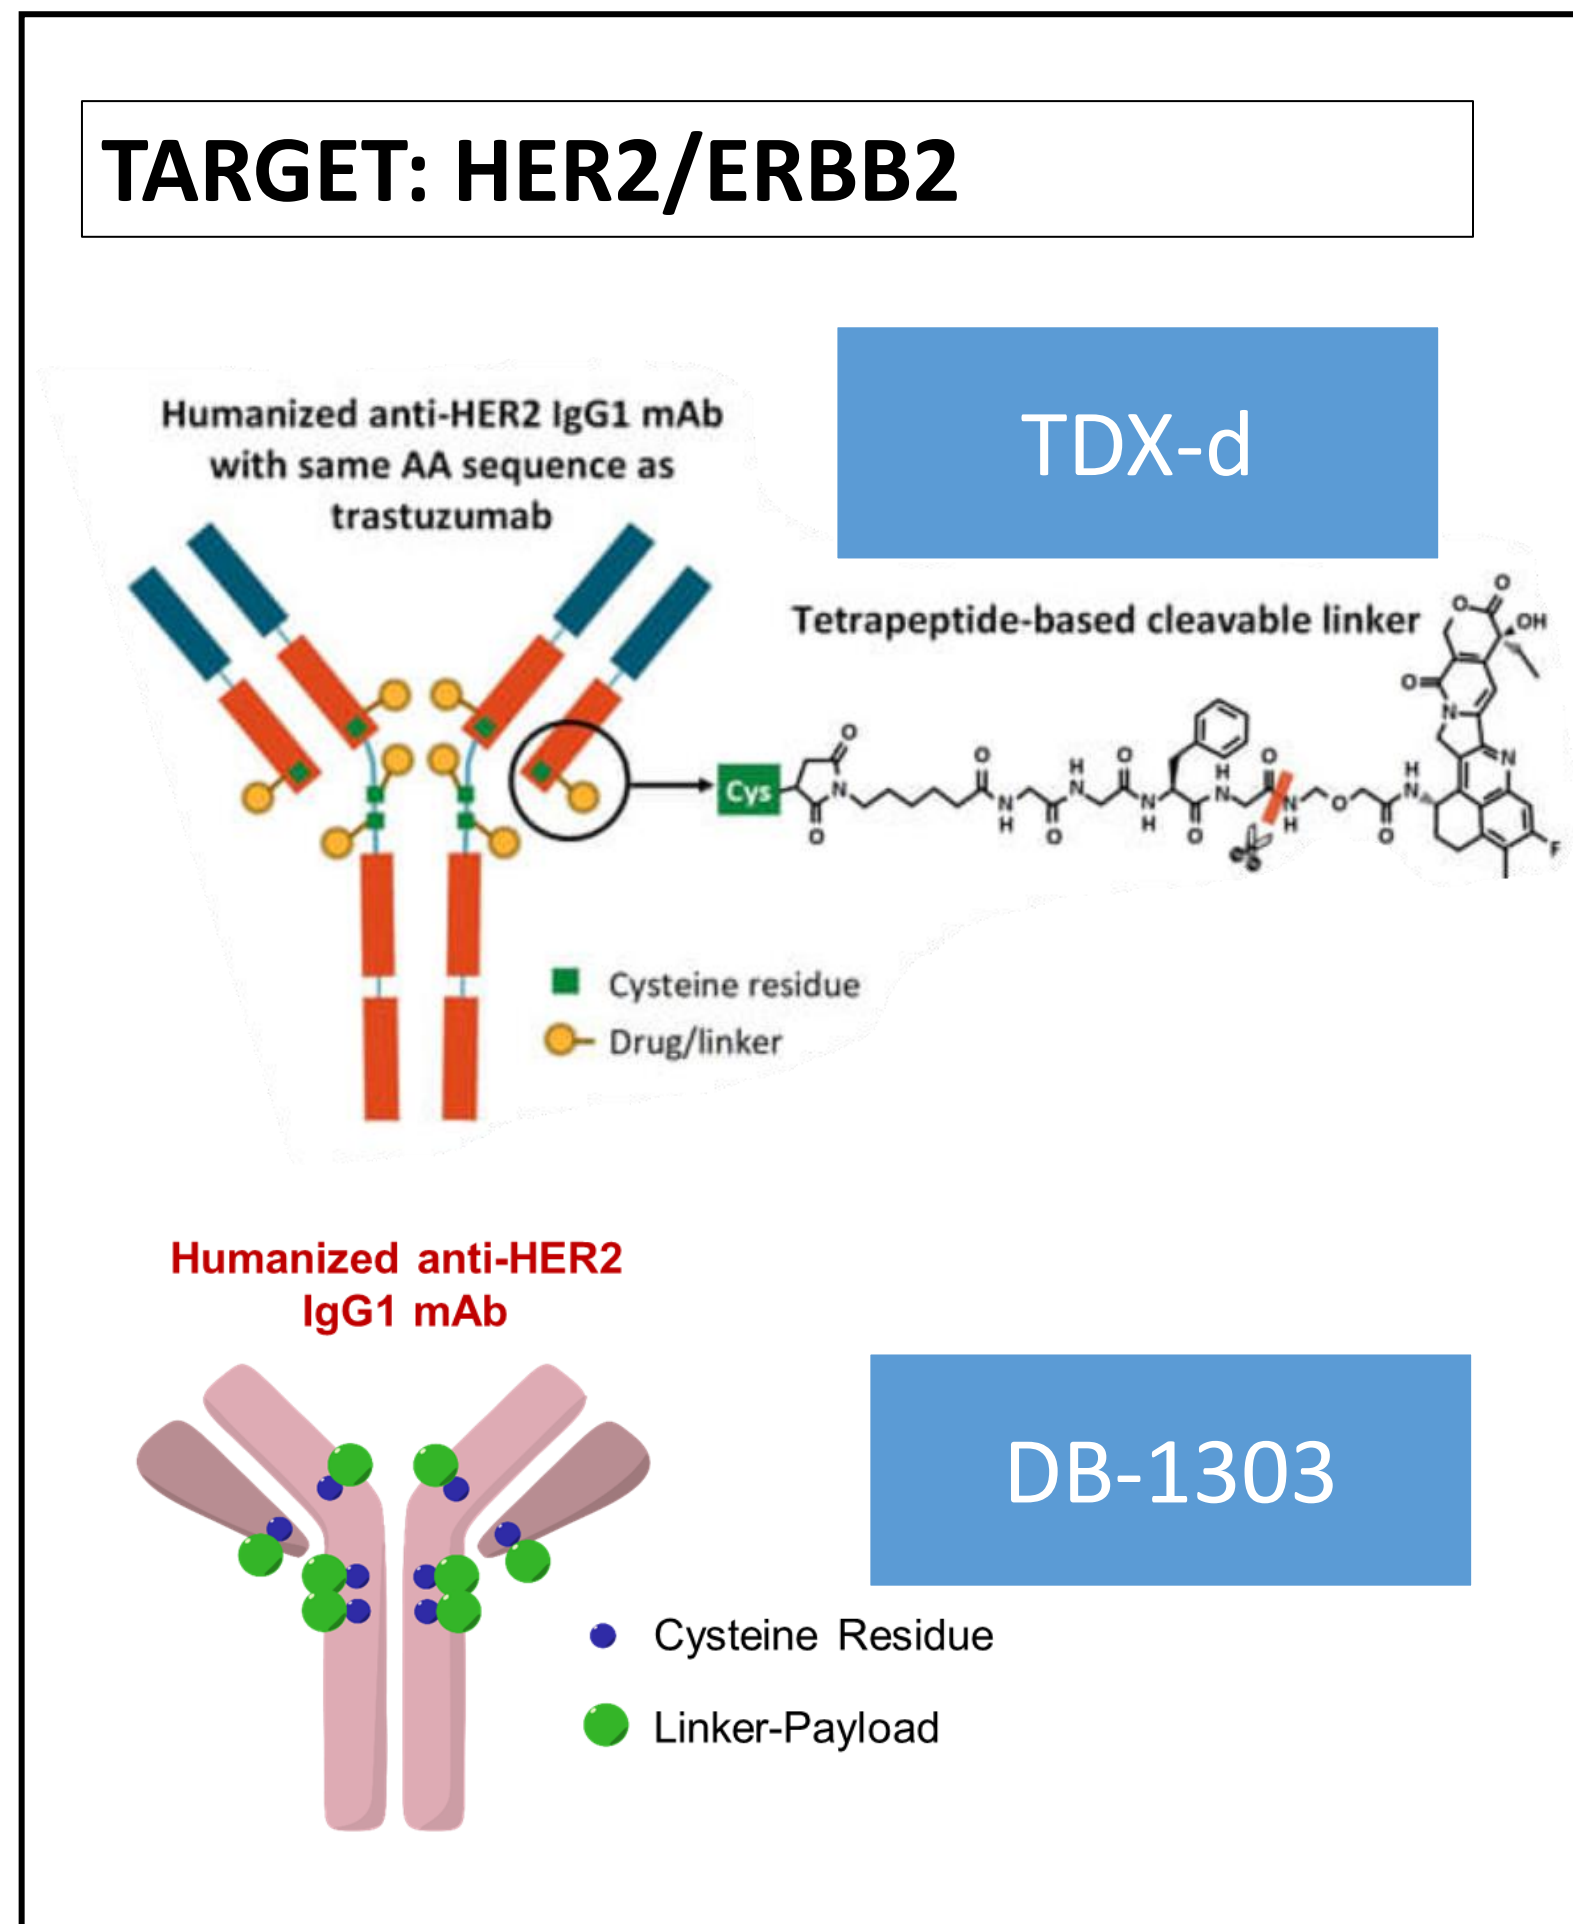 TARGET: HER2/ERBB2
Humanized anti-HER2 IgG1 mAb
with same AA sequence as
trastuzumab
TDX-d
Tetrapeptide-based cleavable linker
O
O
OH
O
N
N
F
H
N
O
O
N
H
O
H
N
O
N
H
O
H
N
O
N
H
O
O
N
O
Cys
Cysteine residue
Drug/linker
Humanized anti-HER2
IgG1 mAb
DB-1303
Cysteine Residue
Linker-Payload